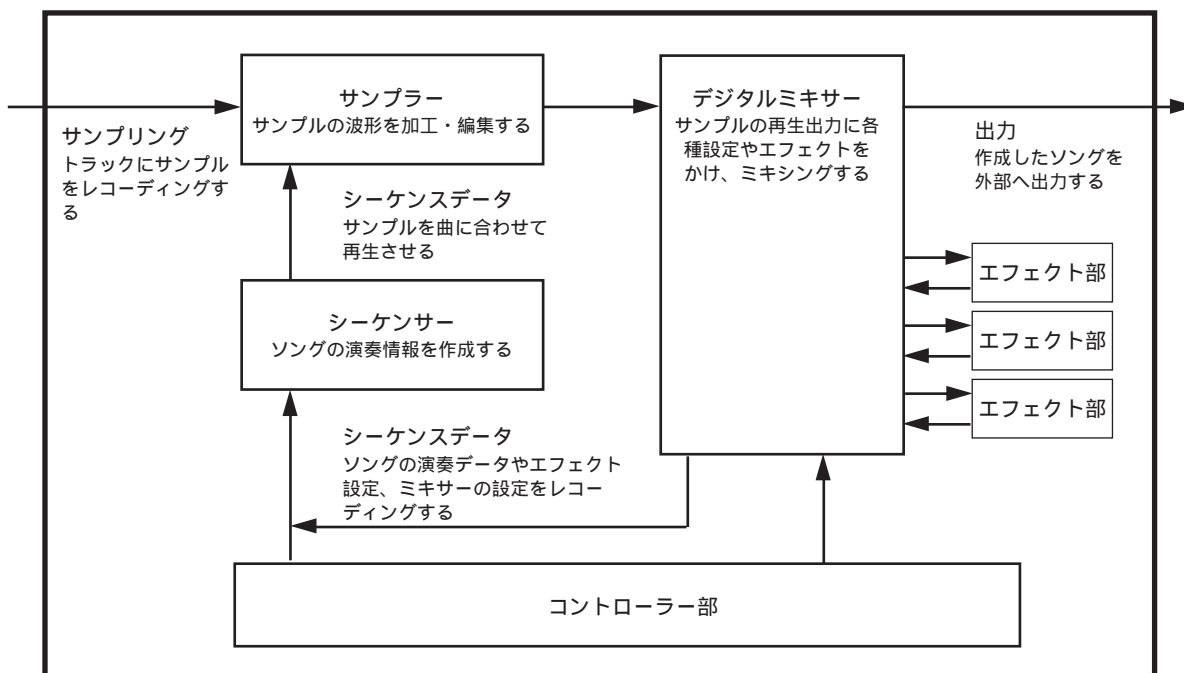 サンプリング
トラックにサンプル
をレコーディングす
る
サンプラー
サンプルの波形を加工・編集する
シーケンスデータ
サンプルを曲に合わせて
再生させる
シーケンサー
ソングの演奏情報を作成する
シーケンスデータ
ソングの演奏データやエフェクト
設定、ミキサーの設定をレコー
ディングする
デジタルミキサー
サンプルの再生出力に各
種設定やエフェクトを
かけ、ミキシングする
出力
作成したソングを
外部へ出力する
エフェクト部
エフェクト部
エフェクト部
コントローラー部